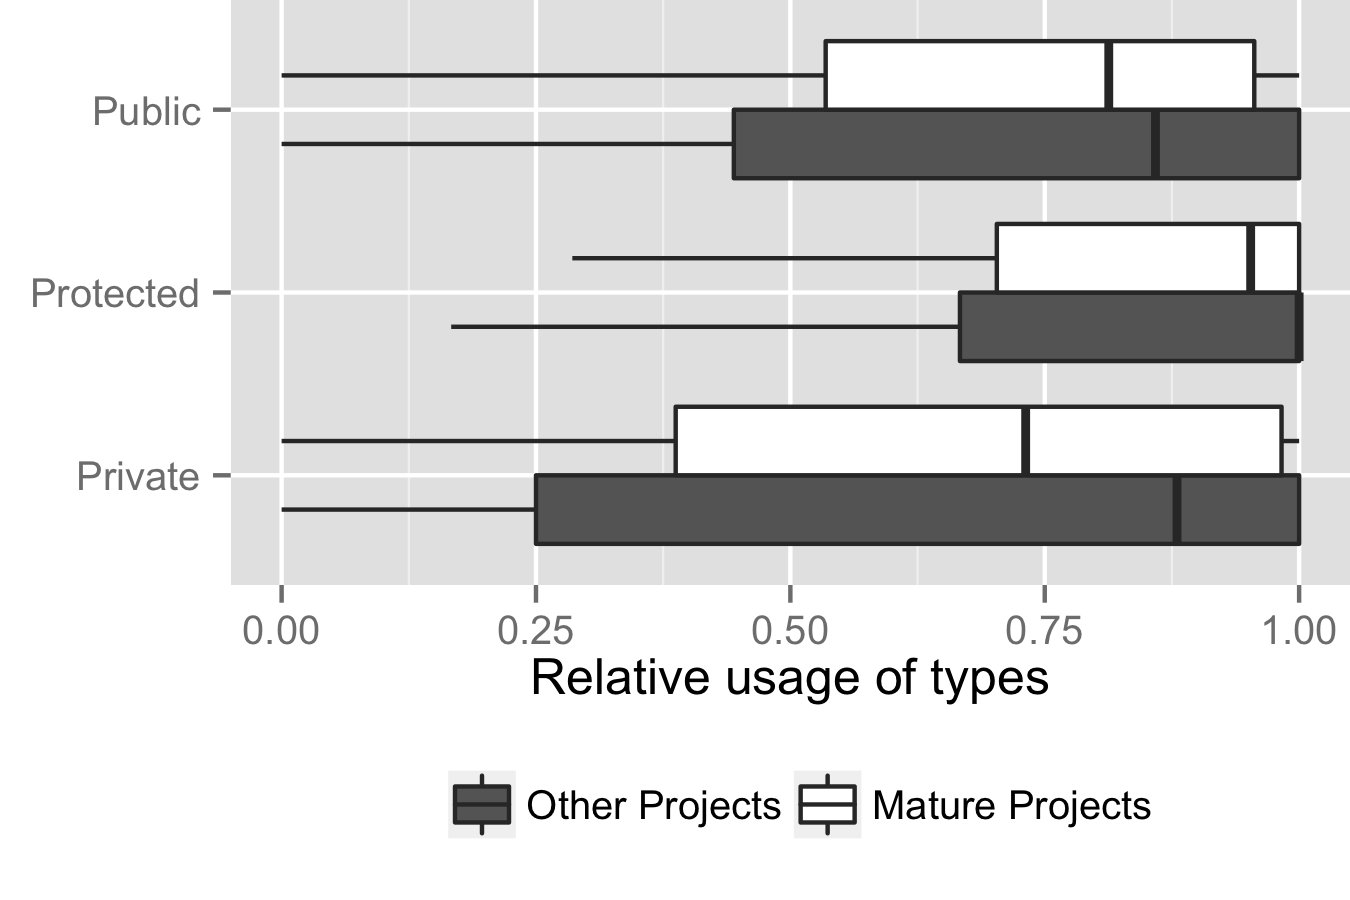 Public
Protected
Private
0.00 0.25 0.50 0.75 1.00
Relative usage of types
Other Projects Mature Projects